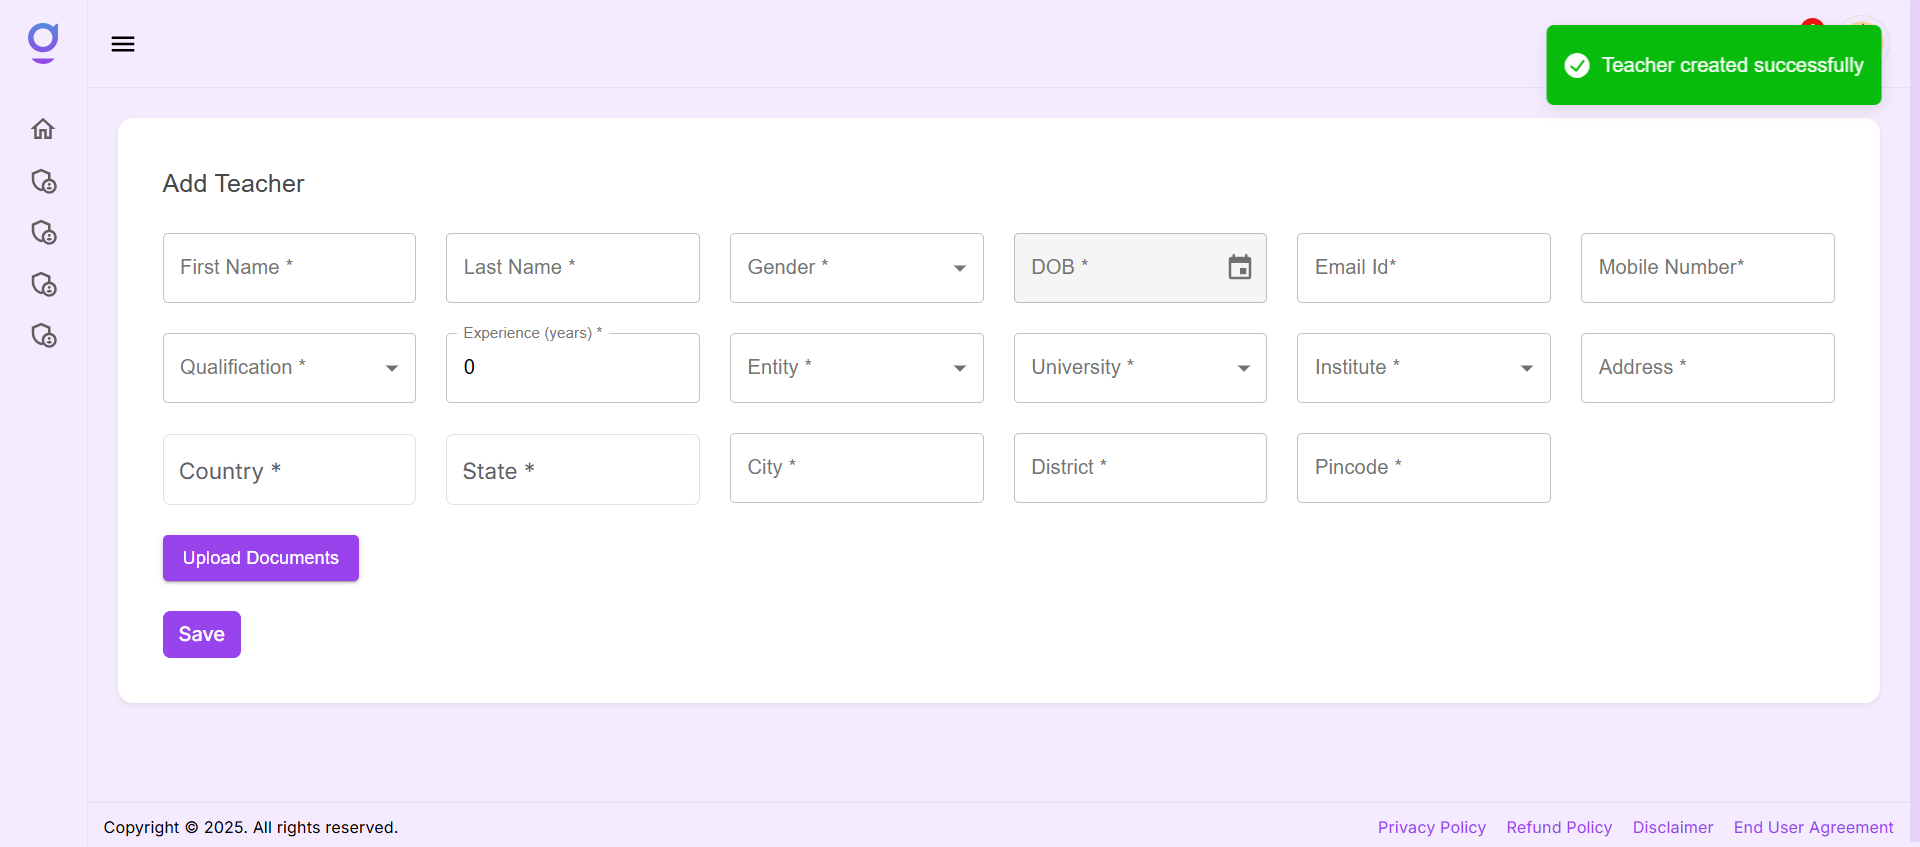 Teacher created successfully
Add Teacher
First Name *
Last Name *
Gender *
DOB *
Email Id*
Mobile Number*
Qualification *
Experience (years) *
0
Entity *
University *
Institute *
Address *
Country *
State *
City *
District *
Pincode *
Upload Documents
Save
Copyright © 2025. All rights reserved.
Privacy Policy
Refund Policy
Disclaimer
End User Agreement